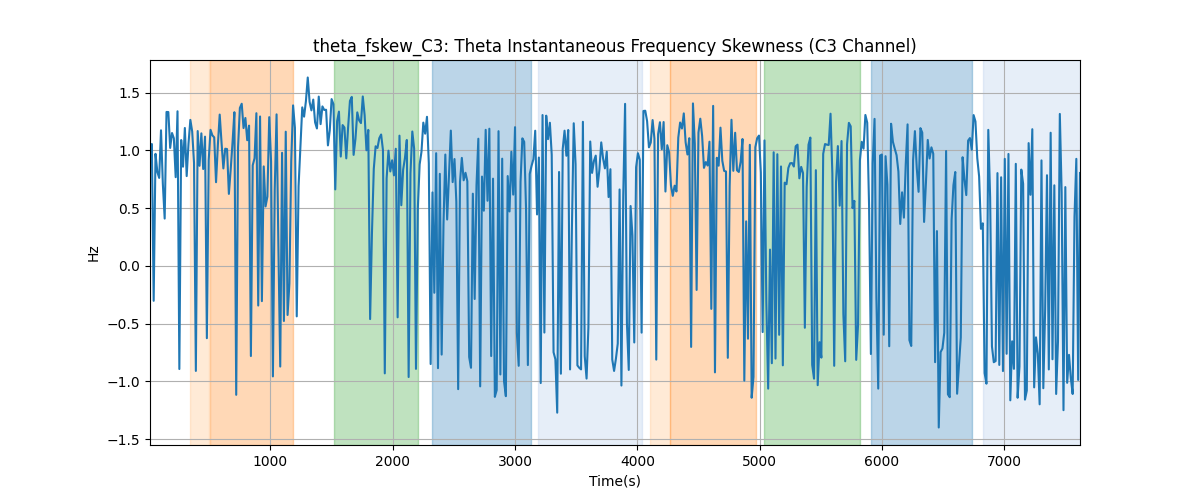 theta_fskew_C3: Theta Instantaneous Frequency Skewness (C3 Channel)
1.5
1.0
0.5
0.0
−0.5
−1.0
−1.5
Hz
1000 2000 3000 4000 5000 6000 7000
Time(s)